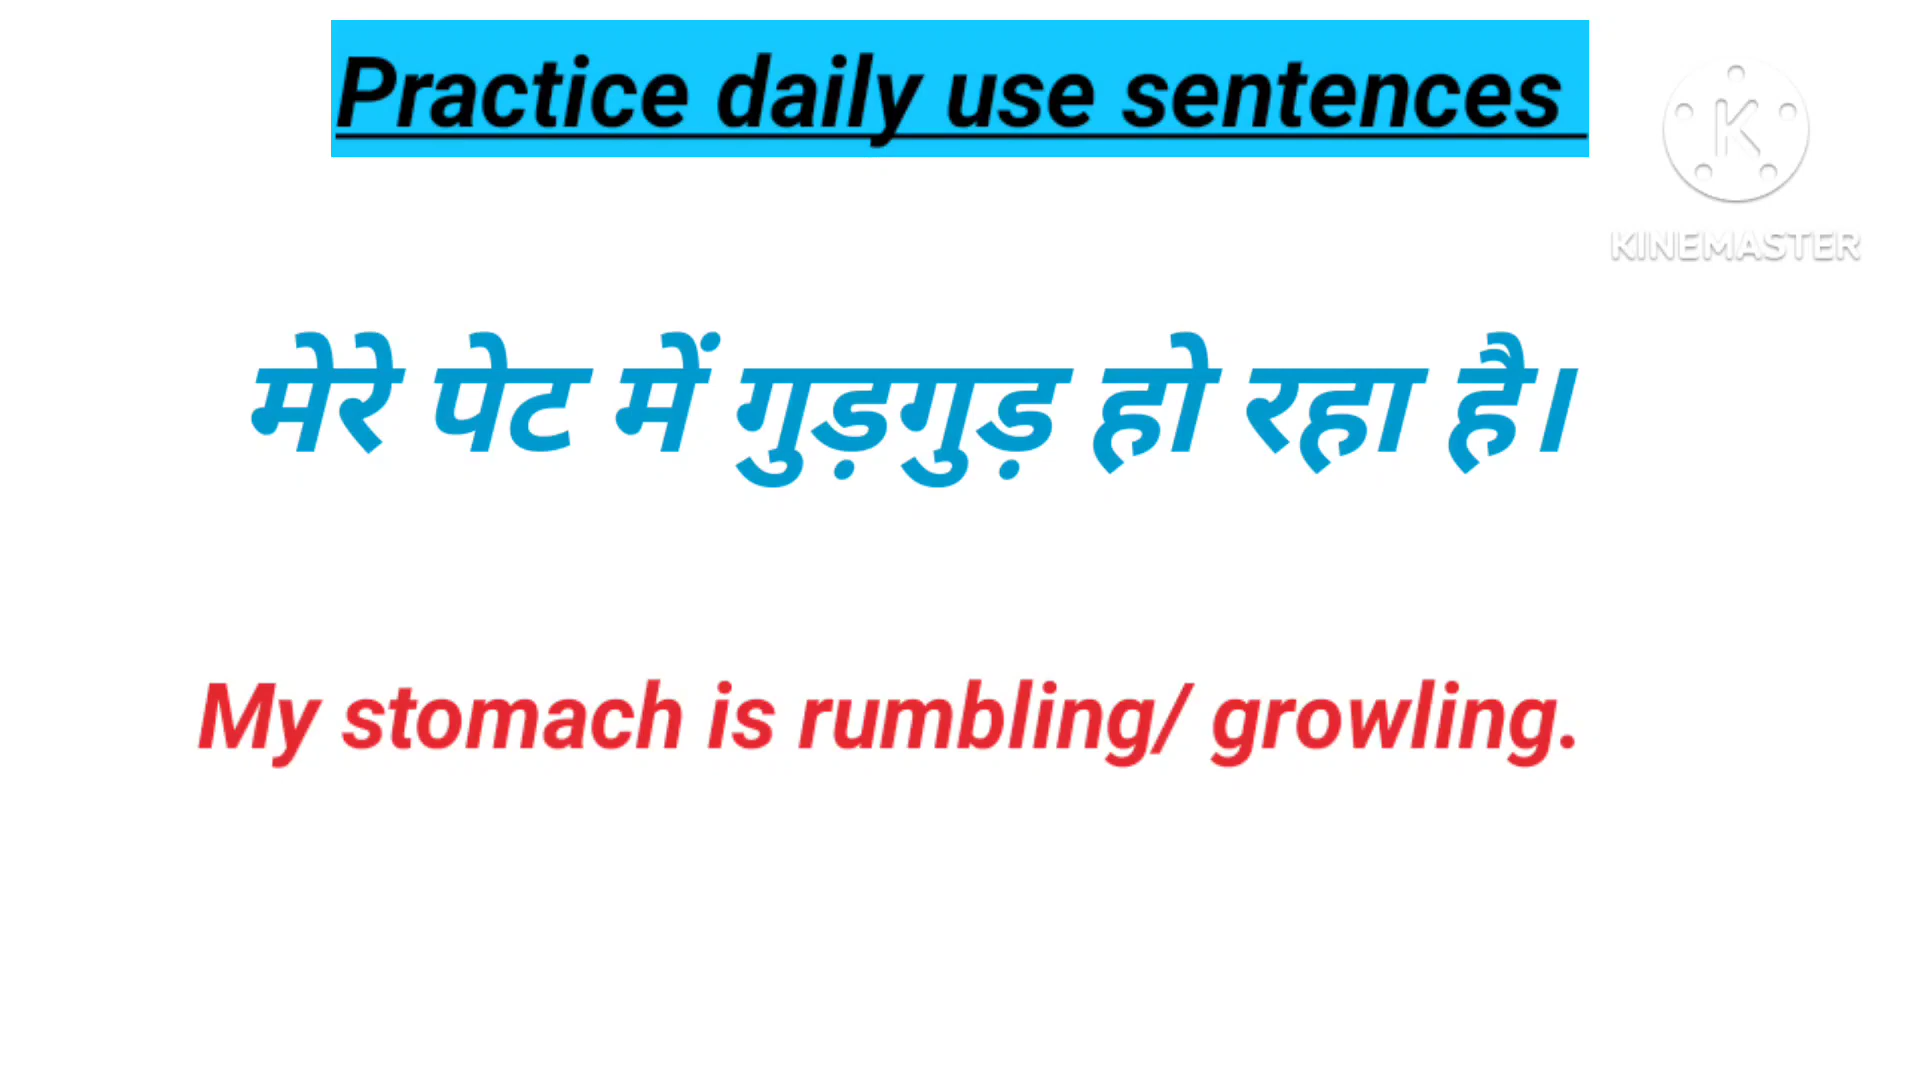 Practice daily use sentences
K
KINEMASTER
मेरे पेट में गुड़गुड़ हो रहा है।
My stomach is rumbling/ growling.